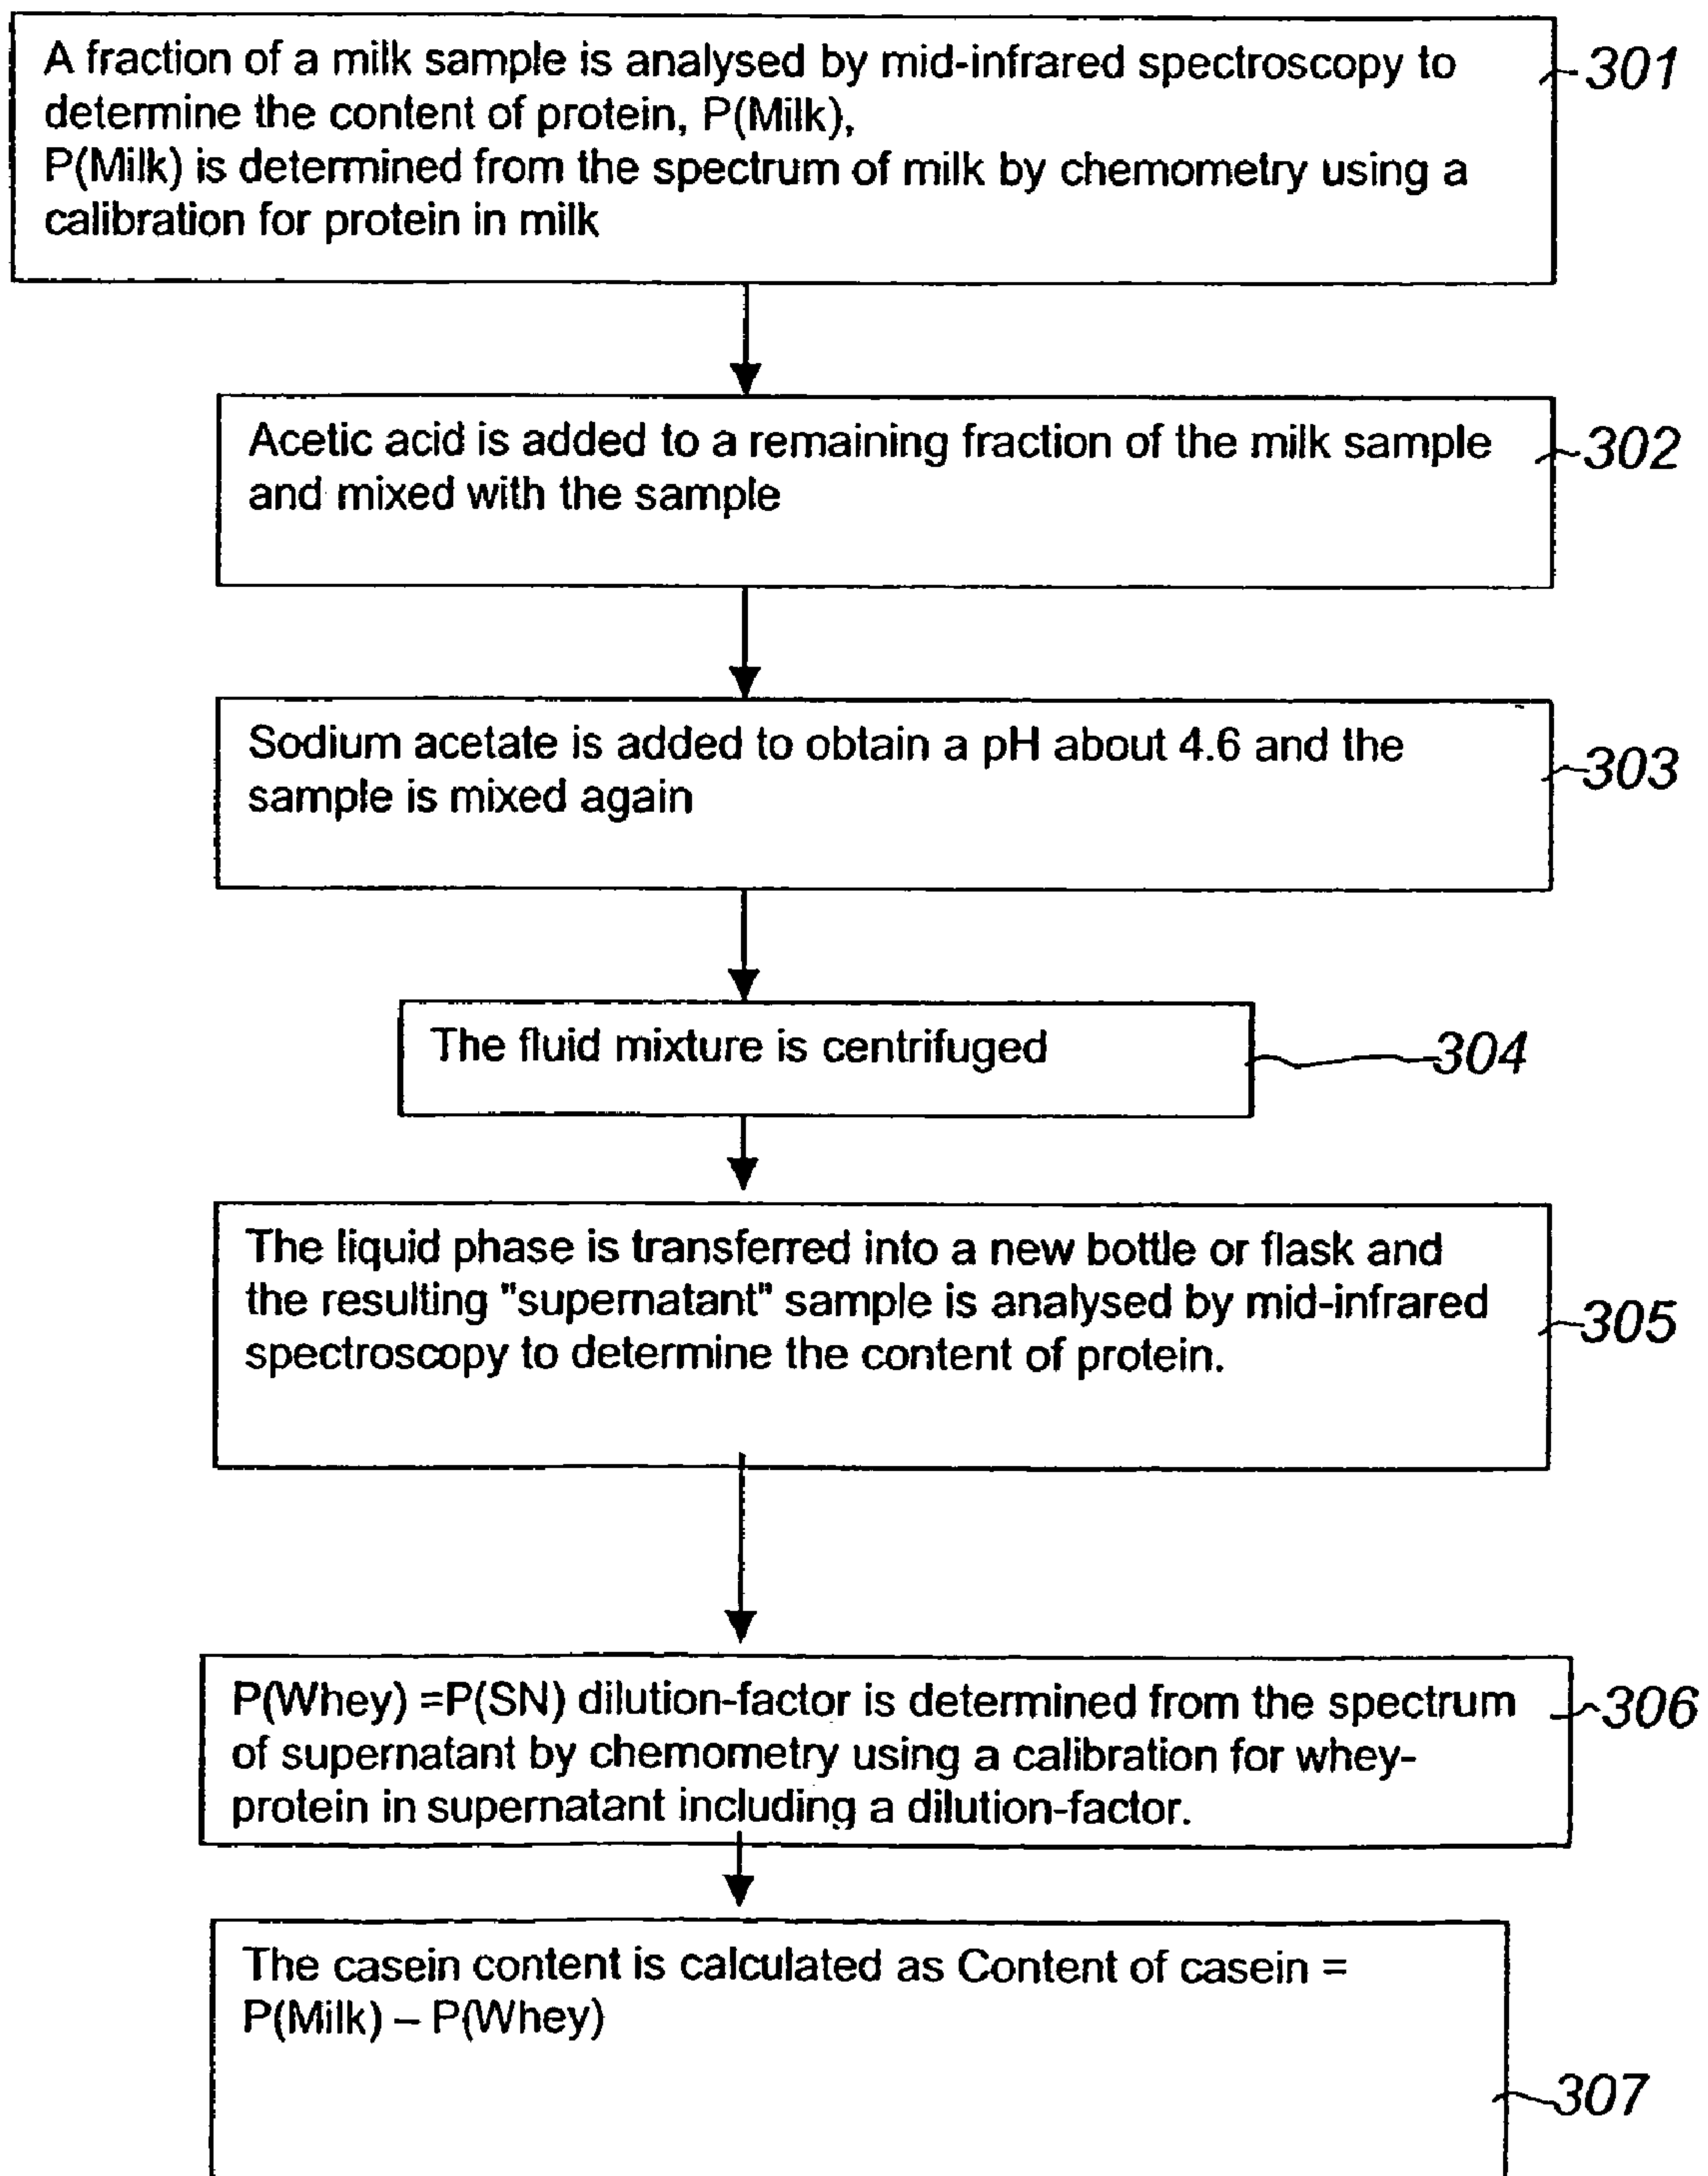 A fraction of a milk sample is analysed by mid-infrared spectroscopy to
determine the content of protein, P(Milk),
P(Milk) is determined from the spectrum of milk by chemometry using a
calibration for protein in milk
301
Acetic acid is added to a remaining fraction of the milk sample
and mixed with the sample
302
Sodium acetate is added to obtain a pH about 4.6 and the
sample is mixed again
303
The fluid mixture is centrifuged
304
The liquid phase is transferred into a new bottle or flask and
the resulting "supernatant" sample is analysed by mid-infrared
spectroscopy to determine the content of protein.
305
P(Whey) =P(SN) dilution-factor is determined from the spectrum
of supernatant by chemometry using a calibration for whey-
protein in supernatant including a dilution-factor.
306
The casein content is calculated as Content of casein =
P(Milk) – P(Whey)
307